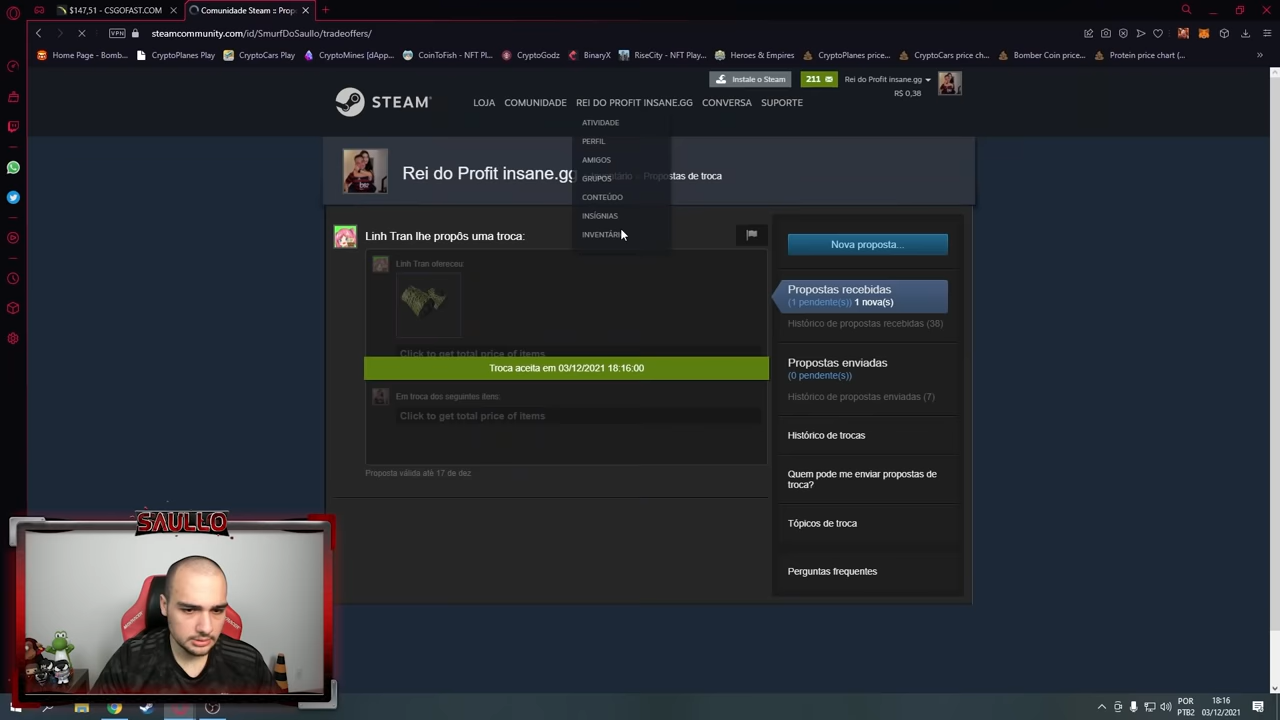 $147,51 - CSGOFAST.COM
Comunidade Steam :: Prop
VPN
steamcommunity.com/id/SmurfDoSaullo/tradeoffers/
Home Page - Bomb...
CryptoPlanes Play
CryptoCars Play
CryptoMines [dApp...
CoinToFish - NFT Pl...
CryptoGodz
BinaryX
RiseCity - NFT Play...
Heroes & Empires
CryptoPlanes price...
CryptoCars price ch...
Bomber Coin price...
Protein price chart (...
STEAM
LOJA
COMUNIDADE
REI DO PROFIT INSANE.GG
CONVERSA
SUPORTE
Instale o Steam
211
Rei do Profit insane.gg
R$ 0,38
ATIVIDADE
PERFIL
AMIGOS
GRUPOS
CONTEÚDO
INSÍGNIAS
Rei do Profit insane.gg
Propostas de troca
Linh Tran lhe propôs uma troca:
Linh Tran ofereceu:
Click to get total price of items
Troca aceita em 03/12/2021 18:16:00
Em troca dos seguintes itens:
Click to get total price of items
Proposta válida até 17 de dez
Nova proposta...
Propostas recebidas
(1 pendente(s)) 1 nova(s)
Histórico de propostas recebidas (38)
Propostas enviadas
(0 pendente(s))
Histórico de propostas enviadas (7)
Histórico de trocas
Quem pode me enviar propostas de
troca?
Tópicos de troca
Perguntas frequentes
SAULLO
POR
PTB2
18:16
03/12/2021